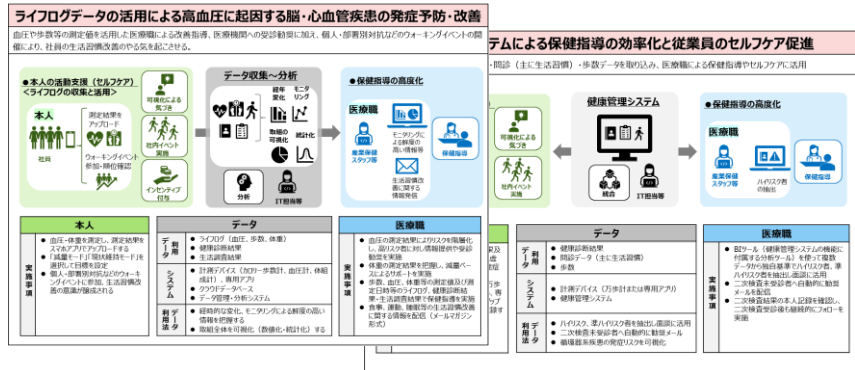 ライフログデータの活用による高血圧に起因する脳・心血管疾患の発症予防・改善
血圧や歩数等の測定値を活用した医療職による改善指導、医療機関への受診勧奨に加え、個人・部署別対抗などのウォーキングイベントの開
催により、社員の生活習慣改善のやる気を起こさせる。
●本人の活動支援（セルフケア）
＜ライフログの収集と活用＞
本人
測定結果を
アップロード
社員
ウォーキングイベント
参加・順位確認
可視化による
気づき
社内イベント
実施
インセンティブ
付与
データ収集～分析
経年
変化
モニタ
リング
取組の
可視化
統計化
分析
IT担当等
●保健指導の高度化
医療職
産業保健
スタッフ等
モニタリングに
よる鮮度の
高い情報等
生活習慣改
善に関する
情報発信
保健指導
本人
実施事項
● 血圧・体重を測定し、測定結果を
スマホアプリでアップロードする
● 「減量モード」「現状維持モード」を
選択して目標を設定
● 個人・部署別対抗などのウォー
キングイベントに参加、生活習慣改善
の意識が醸成される
データ
利用データ
● ライフログ（血圧、歩数、体重）
● 健康診断結果
● 生活調査結果
システム
● 計測デバイス（加算一歩数計、血圧計、体組
成計）、専用アプリ
● クラウドデータベース
● データ管理・分析システム
データ利用法
● 経時的な変化、モニタリングによる鮮度の高い
情報を把握する
● 取組全体を可視化（数値化・統計化）する
医療職
実施事項
● 血圧の測定結果によりリスクを階層化
し、高リスク者に対し情報提供や受診
勧奨を実施
● 体重の測定結果を把握し、減量ペー
スによるサポートを実施
● 歩数、血圧、体重等の測定値及び測
定日時等のライフログ、健康診断結
果・生活調査結果で保健指導を実施
● 食事、運動、睡眠等の生活習慣改善
に関する情報を配信（メールマガジン
形式）
テムによる保健指導の効率化と従業員のセルフケア促進
・問診（主に生活習慣）・歩数データを取り込み、医療職による保健指導やセルフケアに活用
可視化による
気づき
社内イベント
実施
健康管理システム
統合
IT担当等
●保健指導の高度化
医療職
産業保健
スタッフ等
ハイリスク者
の抽出
保健指導
データ
利用データ
● 健康診断結果
● 問診データ（主に生活習慣）
● 歩数
システム
● 計測デバイス（万歩計または専用アプリ）
● 健康管理システム
データ利用法
● ハイリスク、準ハイリスク者を抽出し面談に活用
● 二次検査未受診者へ自動的に勧奨メール
● 循環器系疾患の発症リスクを可視化
医療職
実施事項
● BIツール（健康管理システムの機能に
付属する分析ツール）を使って複数
データから独自基準でハイリスク者、準
ハイリスク者を抽出し面談に活用
● 二次検査未受診者へ自動的に勧奨
メールを配信
● 二次検査結果の本人記録を確認し、
二次検査受診後も継続的にフォローを
実施